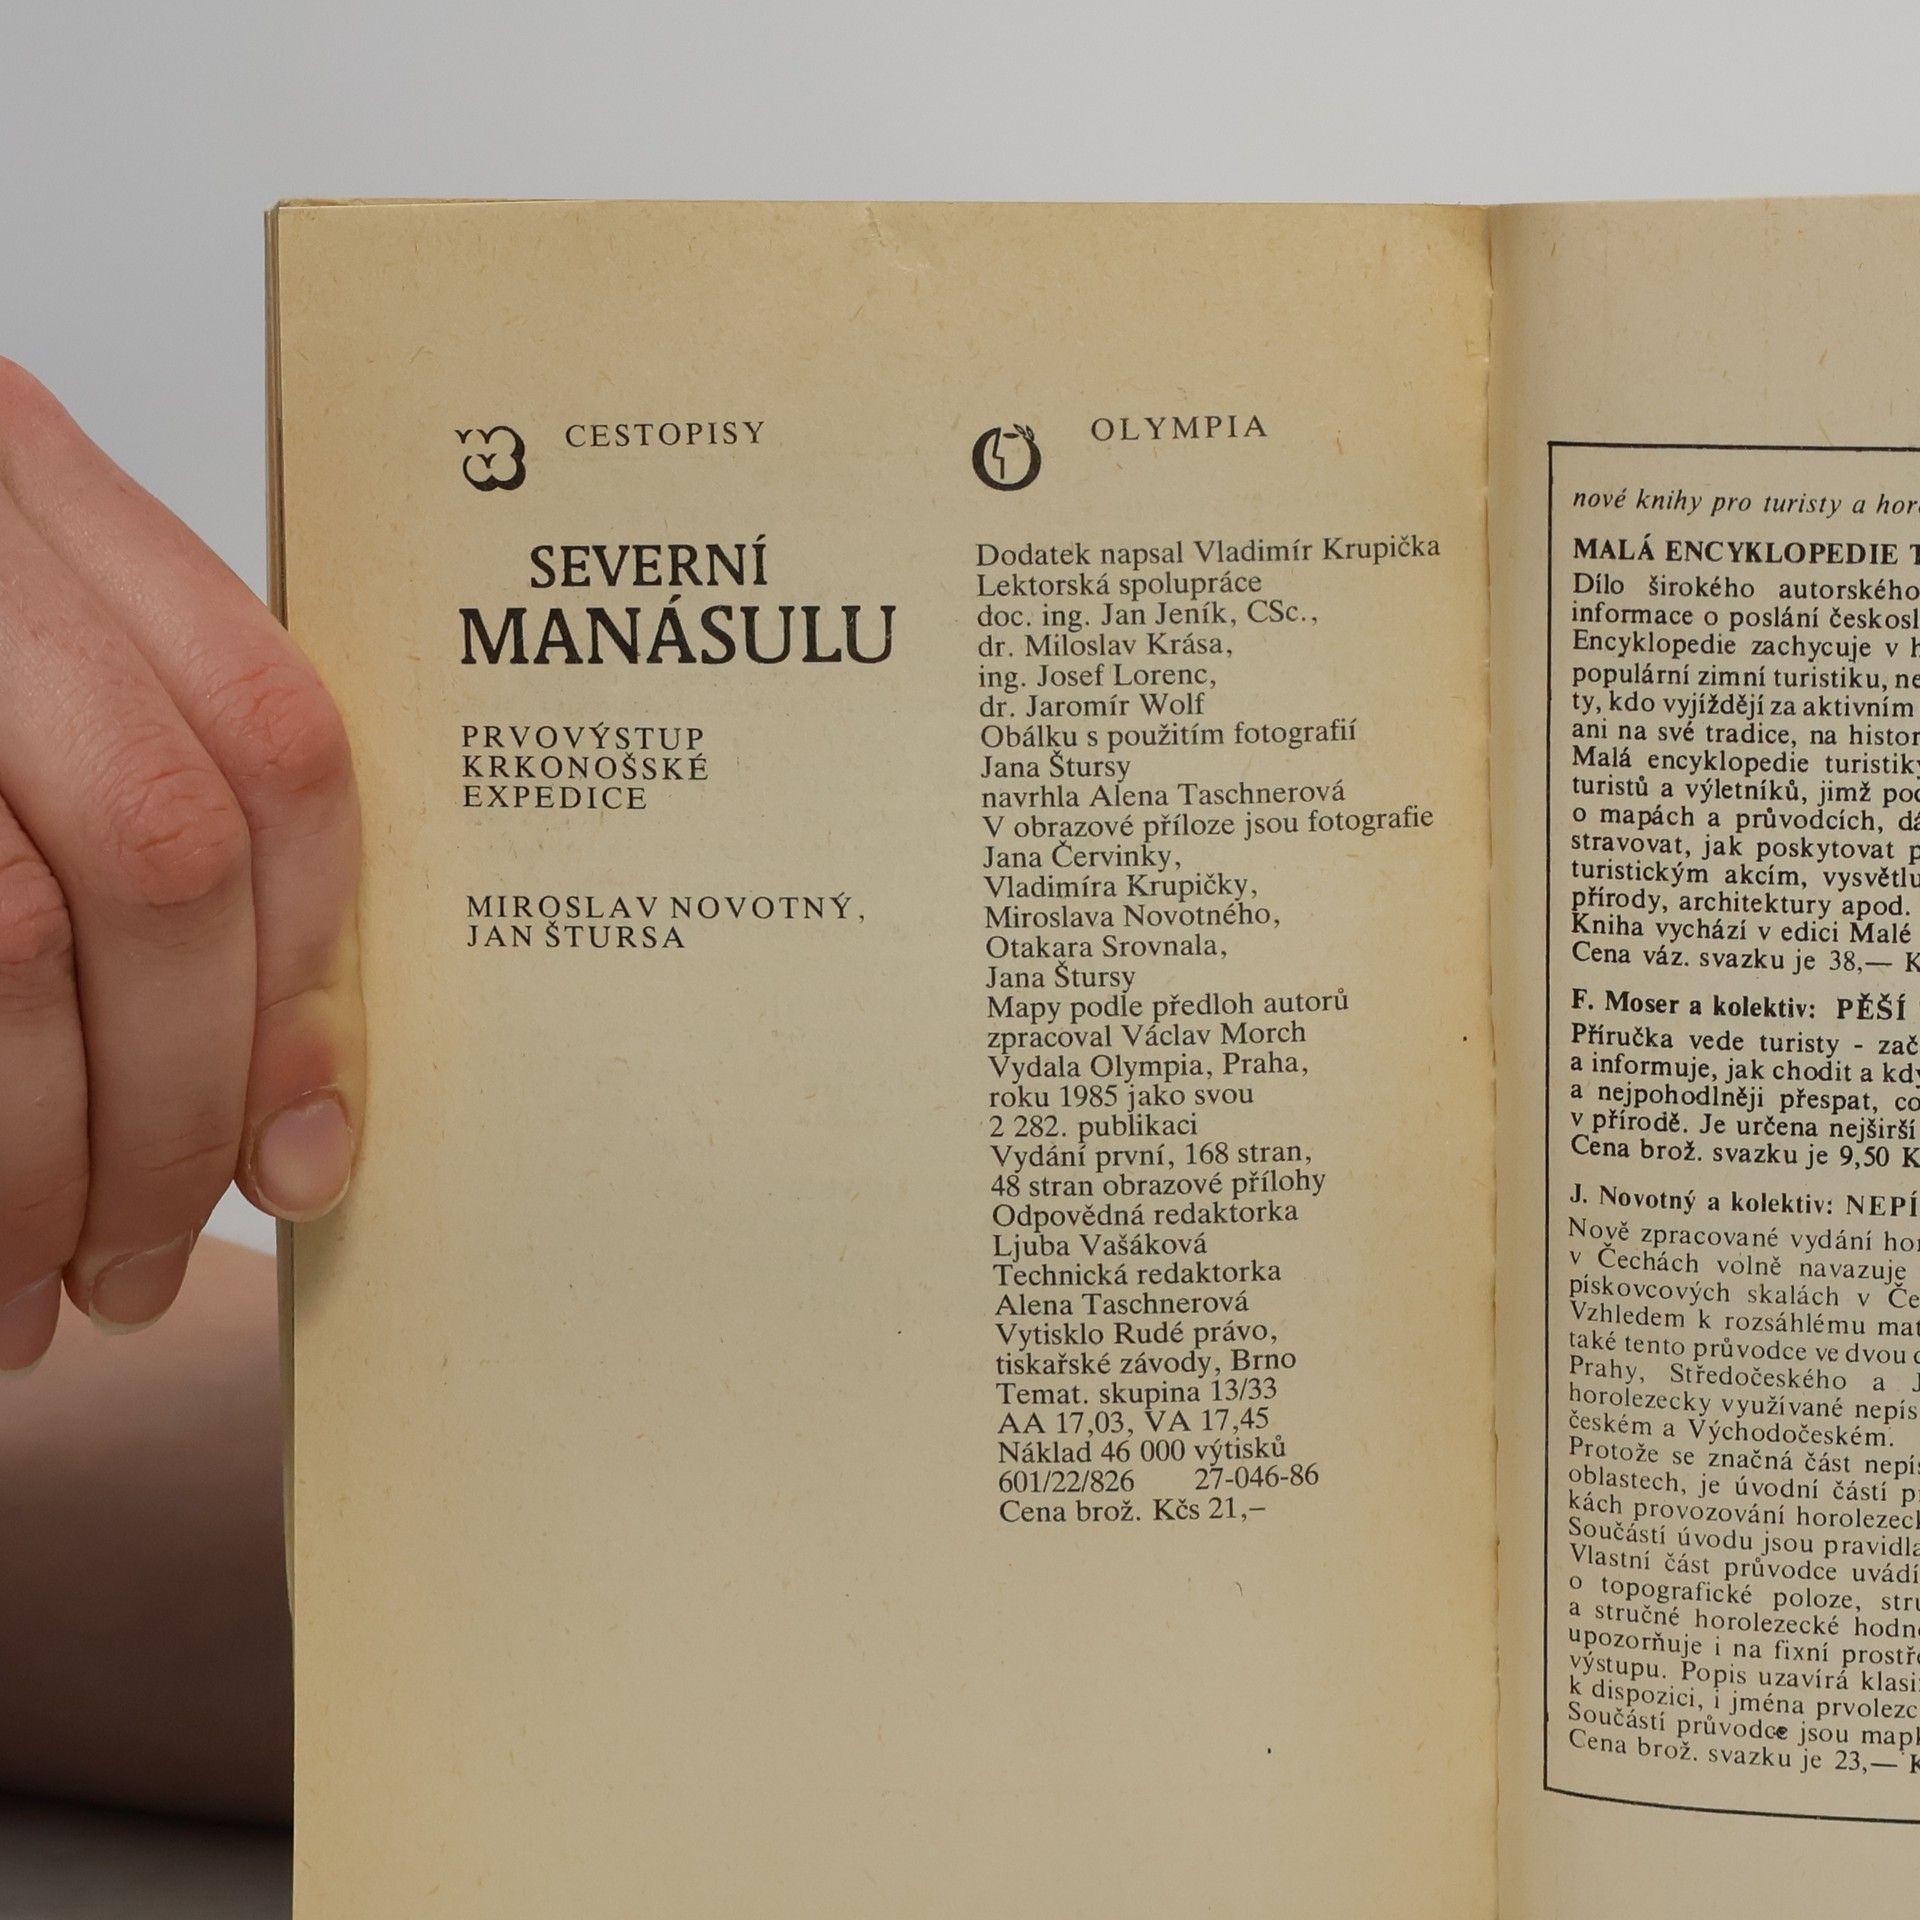 CESTOPISY
SEVERNÍ
MANÁSULU
PRVOVÝSTUP
KRKONOŠSKÉ
EXPEDICE
MIROSLAV NOVOTNÝ,
JAN ŠTURSA
OLYMPIA
Dodatek napsal Vladimír Krupička
Lektorská spolupráce
doc. ing. Jan Jeník, CSc.,
dr. Miloslav Krása,
ing. Josef Lorenc,
dr. Jaromír Wolf
Obálku s použitím fotografií
Jana Štursy
navrhla Alena Taschnerová
V obrazové příloze jsou fotografie
Jana Červinky,
Vladimíra Krupičky,
Miroslava Novotného,
Otakara Srovnala,
Jana Štursy
Mapy podle předloh autorů
zpracoval Václav Morch
Vydala Olympia, Praha,
roku 1985 jako svou
2 282. publikaci
Vydání první, 168 stran,
48 stran obrazové přílohy
Odpovědná redaktorka
Ljuba Vašáková
Technická redaktorka
Alena Taschnerová
Vytisklo Rudé právo,
tiskařské závody, Brno
Temat. skupina 13/33
AA 17,03, VA 17,45
Náklad 46 000 výtisků
601/22/826 27-046-86
Cena brož. Kčs 21,–
nové knihy pro turisty a
MALÁ ENCYKLOPEDIE
Dílo širokého autorského
informace o poslání
Encyklopedie zachycuje v
populární zimní turistiku,
ty, kdo vyjíždějí za aktivním
ani na své tradice, na
Malá encyklopedie
turistů a výletníků, jimž
o mapách a průvodcích,
stravovat, jak poskytovat
turistickým akcím,
přírody, architektury apod.
Kniha vychází v edici Malé
Cena váz. svazku je 38,—
F. Moser a kolektiv: PĚŠÍ
Příručka vede turisty -
a informuje, jak chodit a
a nejpohodlněji přespat,
v přírodě. Je určena nejširší
Cena brož. svazku je 9,50
J. Novotný a kolektiv:
Nově zpracované vydání
v Čechách volně navazuje
pískovcových skalách v
Vzhledem k rozsáhlému
také tento průvodce ve dvou
Prahy, Středočeského a
horolezecky využívané
českém a Východočeském.
Protože se značná část
oblastech, je úvodní částí
kách provozování
Součástí úvodu jsou pravidla
Vlastní část průvodce uvádí
o topografické poloze,
a stručné horolezecké
upozorňuje i na fixní
výstupu. Popis uzavírá
k dispozici, i jména
Součástí průvodce jsou
Cena brož. svazku je 23,—